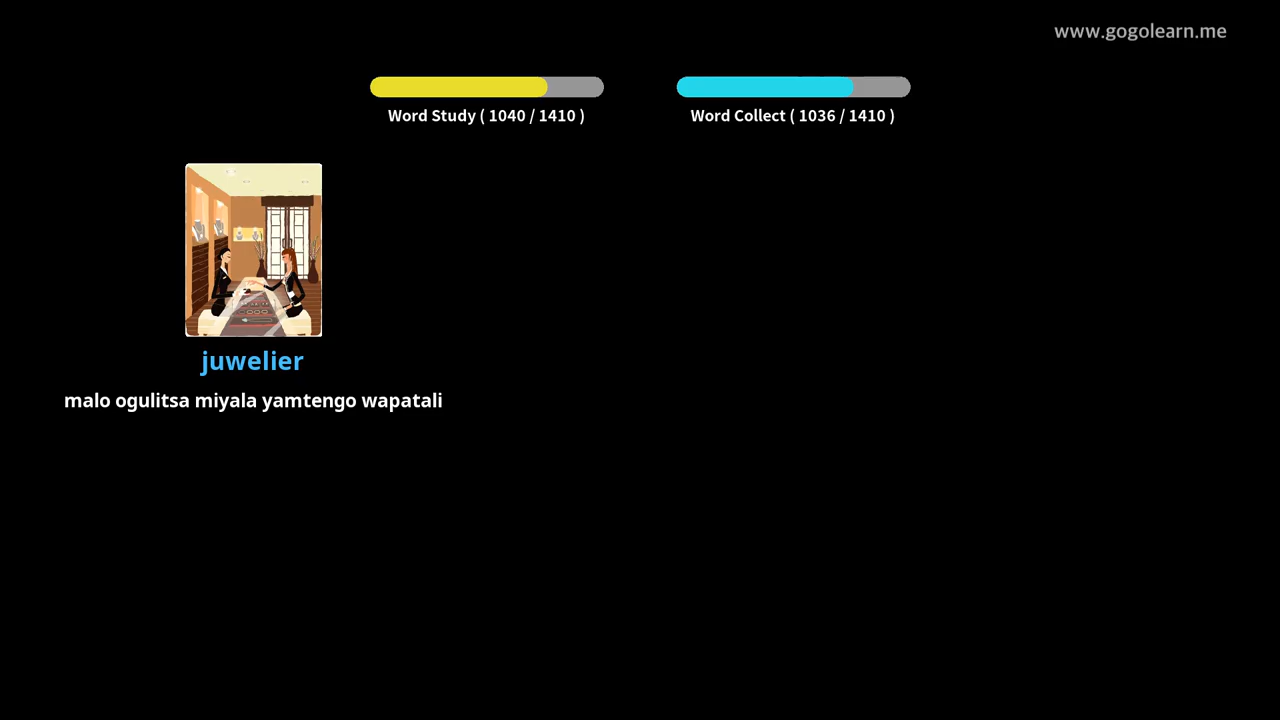 www.gogolearn.me
Word Study ( 1040 / 1410 )
Word Collect ( 1036 / 1410 )
juwelier
malo ogulitsa miyala yamtengo wapatali